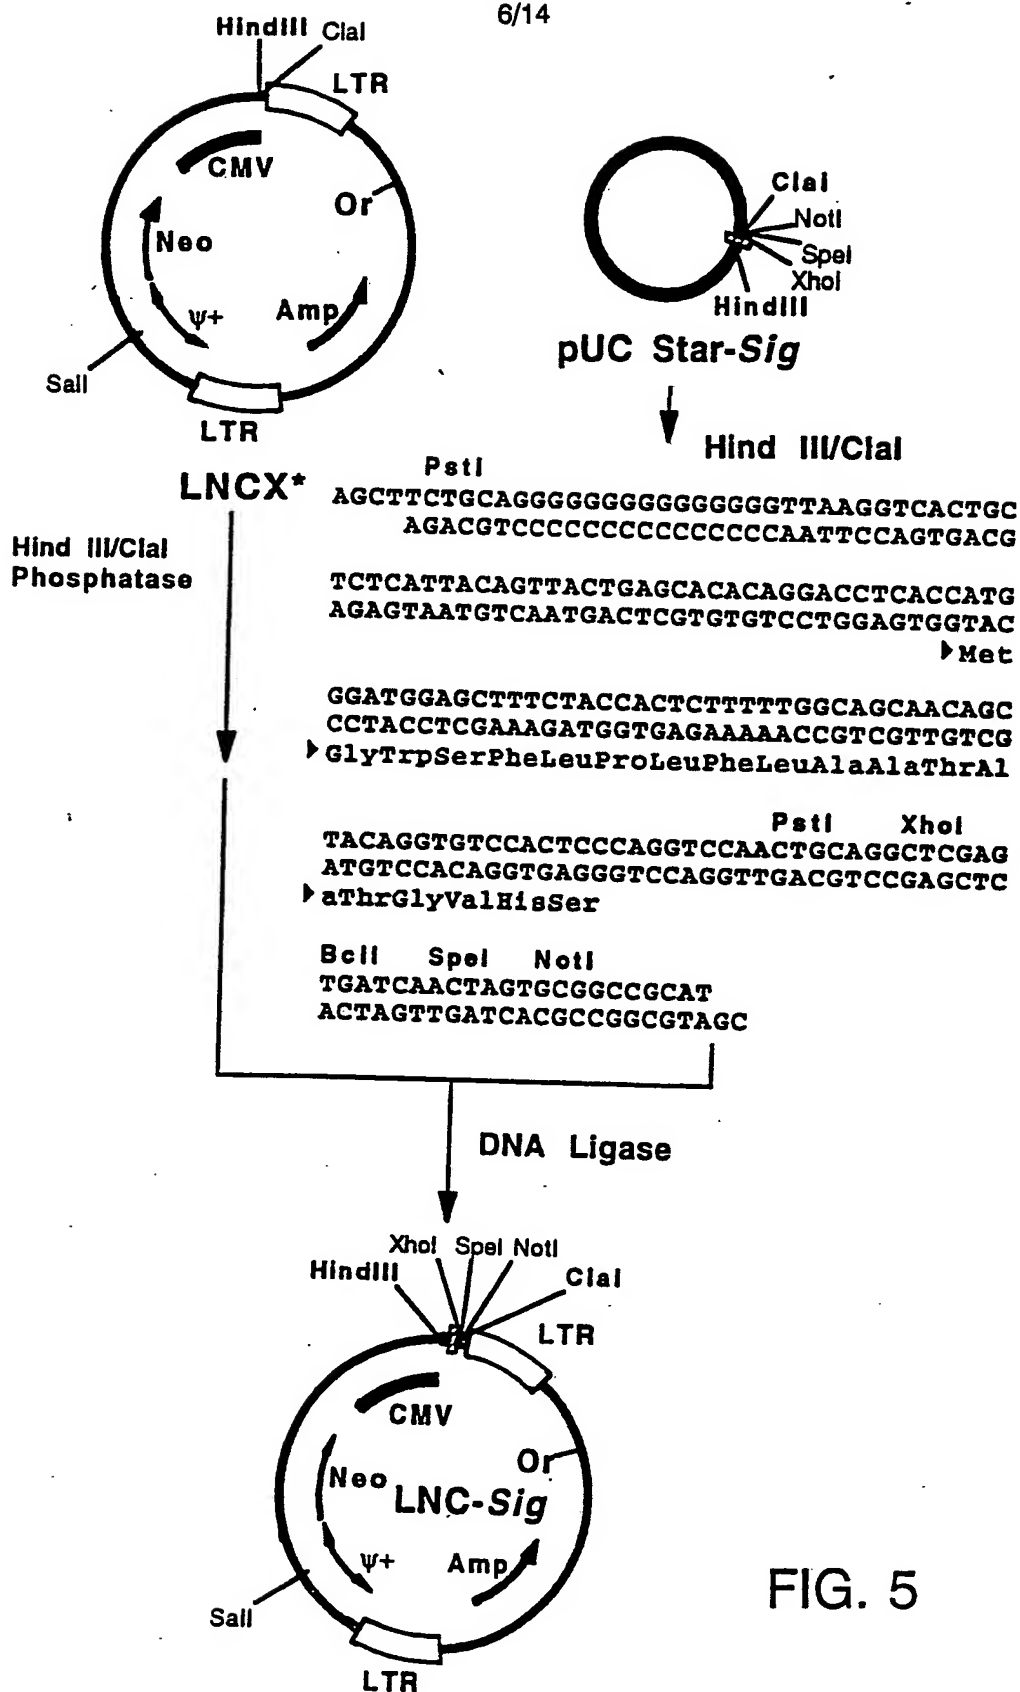 6/14
HindIII ClaI
LTR
CMV
Or
Neo
Amp
ψ+
SalI
LTR
LNCX*
ClaI
NotI
SpeI
XhoI
HindIII
pUC Star-Sig
Hind III/ClaI
Hind III/ClaI
Phosphatase
PstI
AGCTTCTGCAGGGGGGGGGGGGGGGTTAAGGTCACTGC
AGACGTCCCCCCCCCCCCCCCAATTCCAGTGACG
TCTCATTACAGTTACTGAGCACACAGGACCTCACCATG
AGAGTAATGTCAATGACTCGTGTGTCCTGGAGTGGTAC
Met
GGATGGAGCTTTCTACCACTCTTTTTGGCAGCAACAGC
CCTACCTCGAAAGATGGTGAGAAAAACCGTCGTTGTCG
GlyTrpSerPheLeuProLeuPheLeuAlaAlaThrAl
PstI XhoI
TACAGGTGTCCACTCCCAGGTCCAACTGCAGGCTCGAG
ATGTCCACAGGTGAGGGTCCAGGTTGACGTCCGAGCTC
aThrGlyValHisSer
BclI SpeI NotI
TGATCAACTAGTGCGGCCGCAT
ACTAGTTGATCACGCCGGCGTAGC
DNA Ligase
XhoI SpeI NotI
HindIII
ClaI
LTR
CMV
Or
Neo
LNC-Sig
ψ+
Amp
SalI
LTR
FIG. 5